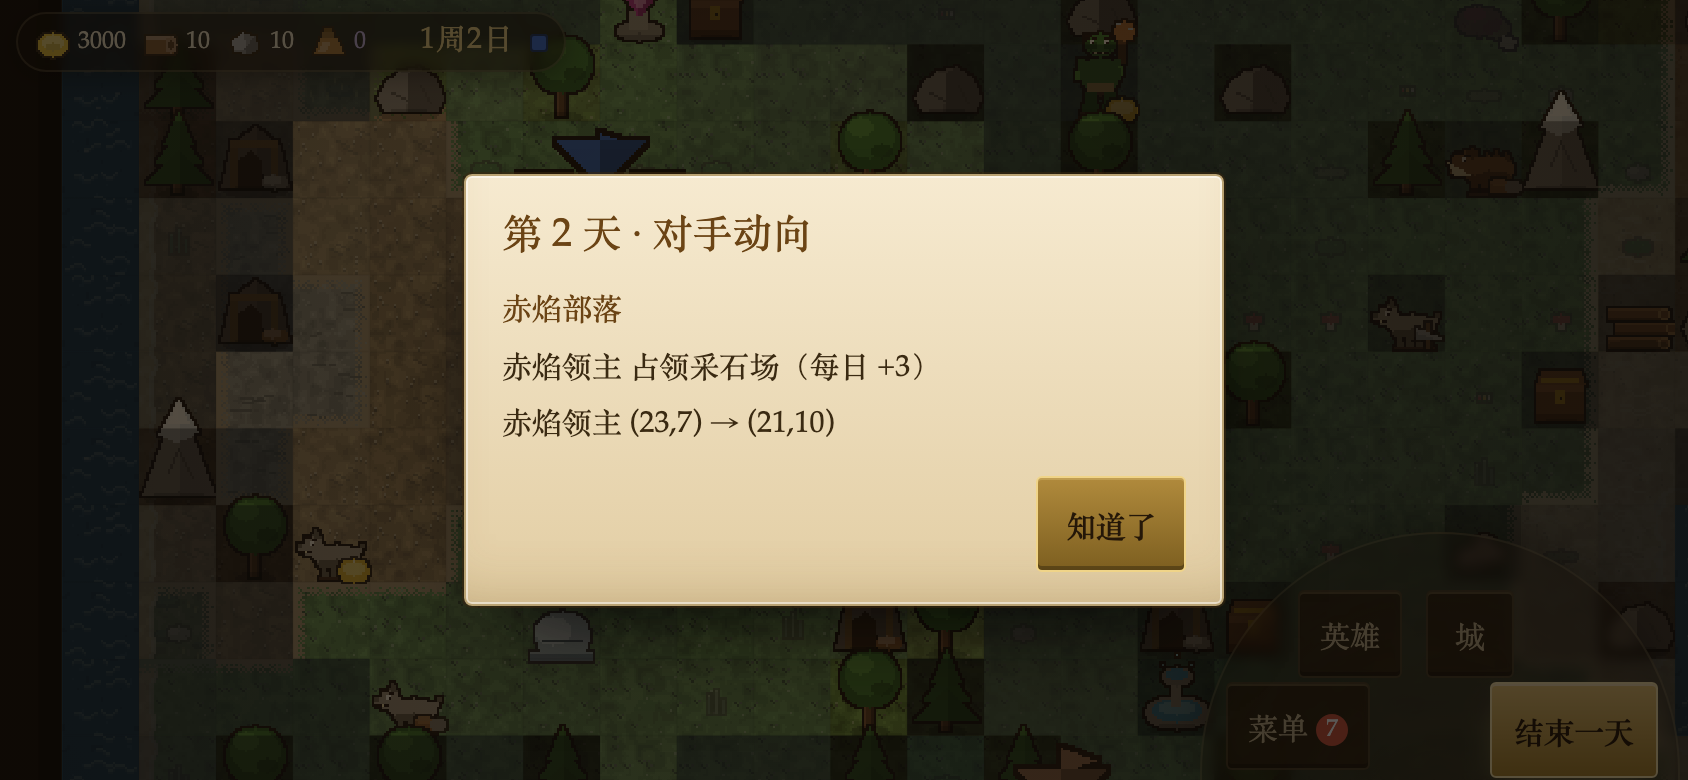 3000 10 10 0 1周2日
第 2 天 · 对手动向
赤焰部落
赤焰领主 占领采石场（每日 +3）
赤焰领主 (23,7) → (21,10)
知道了
英雄 城
菜单 7 结束一天